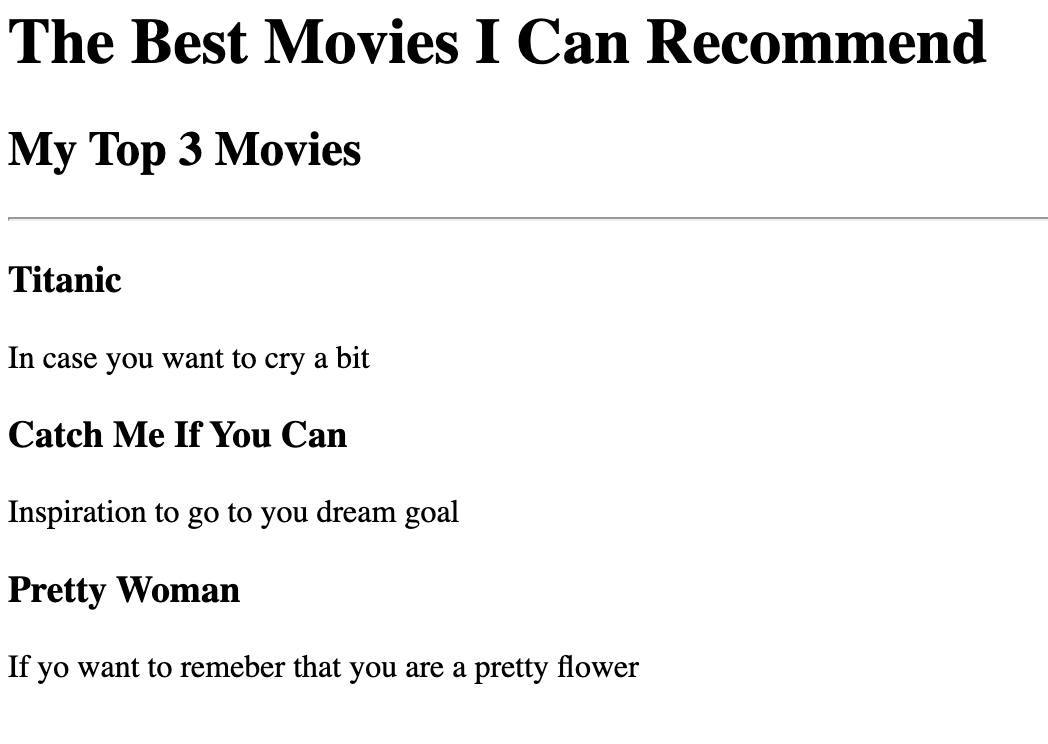 The Best Movies I Can Recommend
My Top 3 Movies
Titanic
In case you want to cry a bit
Catch Me If You Can
Inspiration to go to you dream goal
Pretty Woman
If yo want to remeber that you are a pretty flower